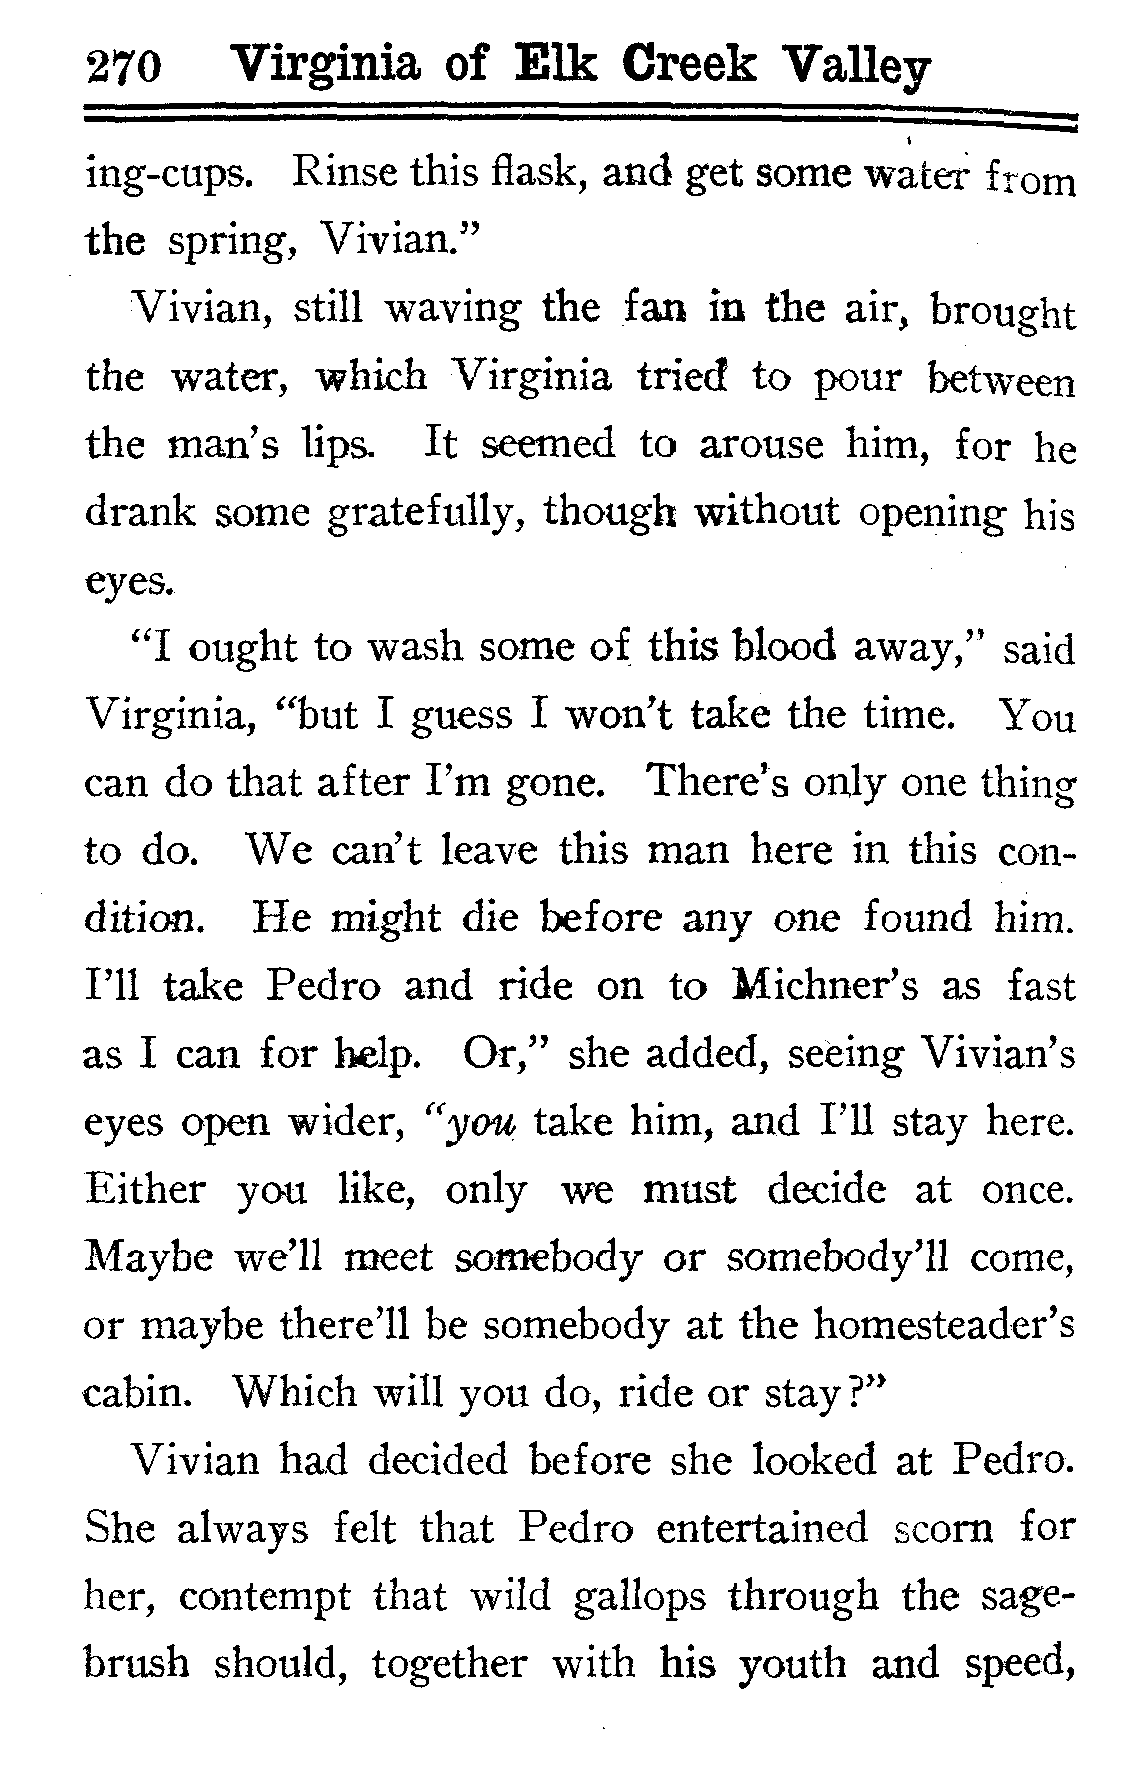 270 Virginia of Elk Creek Valley
ing-cups. Rinse this flask, and get some water from
the spring, Vivian.”
Vivian, still waving the fan in the air, brought
the water, which Virginia tried to pour between
the man’s lips. It seemed to arouse him, for he
drank some gratefully, though without opening his
eyes.
“I ought to wash some of this blood away,” said
Virginia, “but I guess I won’t take the time. You
can do that after I’m gone. There’s only one thing
to do. We can’t leave this man here in this con-
dition. He might die before any one found him.
I’ll take Pedro and ride on to Michner’s as fast
as I can for help. Or,” she added, seeing Vivian’s
eyes open wider, “you take him, and I’ll stay here.
Either you like, only we must decide at once.
Maybe we’ll meet somebody or somebody’ll come,
or maybe there’ll be somebody at the homesteader’s
cabin. Which will you do, ride or stay?”
Vivian had decided before she looked at Pedro.
She always felt that Pedro entertained scorn for
her, contempt that wild gallops through the sage-
brush should, together with his youth and speed,